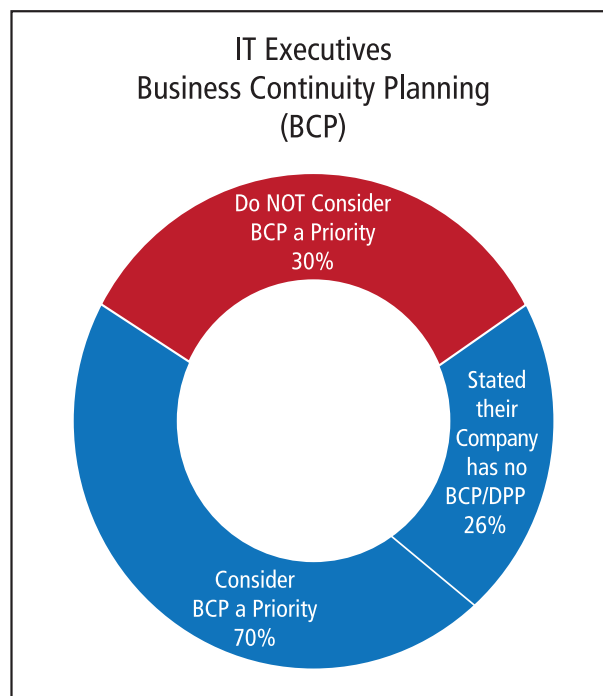 IT Executives
Business Continuity Planning
(BCP)
Do NOT Consider
BCP a Priority
30%
Stated
their
Company
has no
BCP/DPP
26%
Consider
BCP a Priority
70%